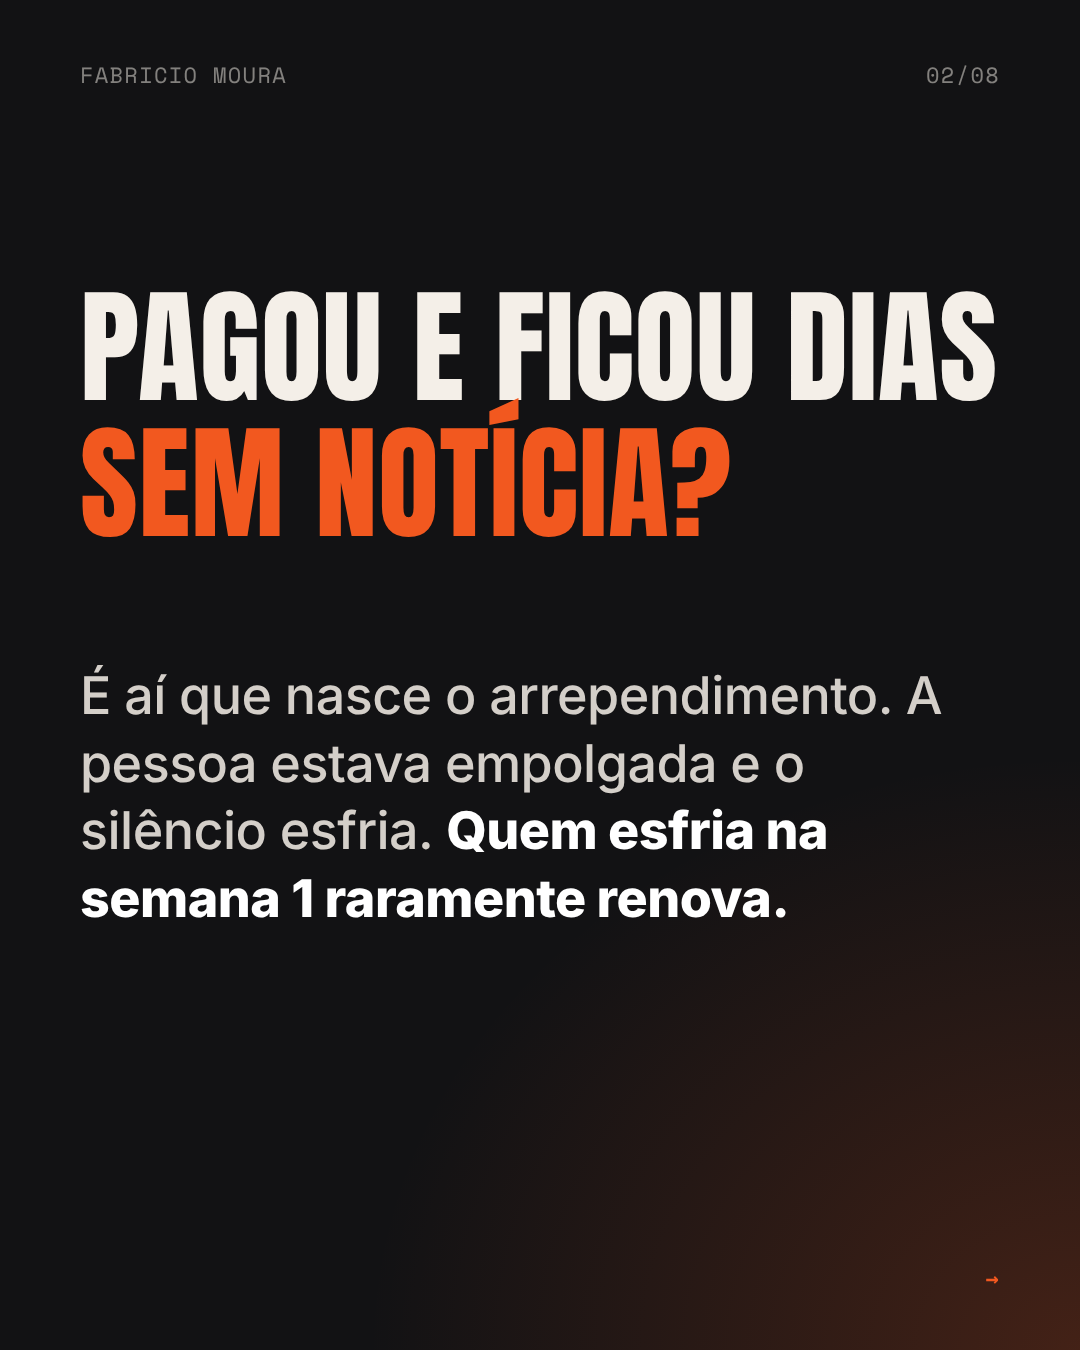 FABRICIO MOURA
02/08
PAGOU E FICOU DIAS
SEM NOTÍCIA?
É aí que nasce o arrependimento. A
pessoa estava empolgada e o
silêncio esfria. Quem esfria na
semana 1 raramente renova.
→